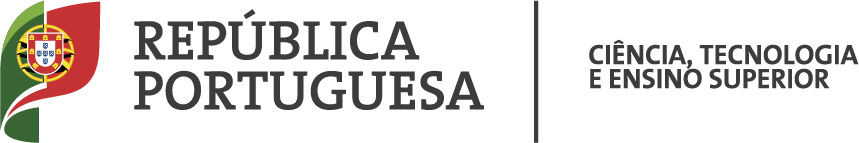 REPÚBLICA
PORTUGUESA
CIÊNCIA, TECNOLOGIA
E ENSINO SUPERIOR